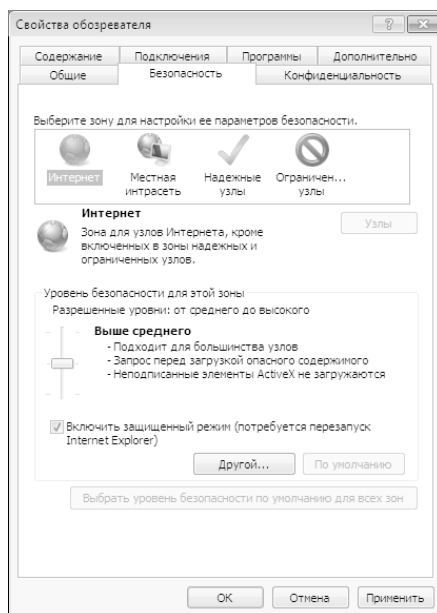 Свойства обозревателя
Содержание Подключения Программы Дополнительно
Общие Безопасность Конфиденциальность
Выберите зону для настройки ее параметров безопасности.
Интернет Местная интрасеть Надежные узлы Ограничен... узлы
Интернет
Узлы
Зона для узлов Интернета, кроме
включенных в зоны надежных и
ограниченных узлов.
Уровень безопасности для этой зоны
Разрешенные уровни: от среднего до высокого
Выше среднего
- Подходит для большинства узлов
- Запрос перед загрузкой опасного содержимого
- Неподписанные элементы ActiveX не загружаются
Включить защищенный режим (потребуется перезапуск
Internet Explorer)
Другой... По умолчанию
Выбрать уровень безопасности по умолчанию для всех зон
ОК Отмена Применить